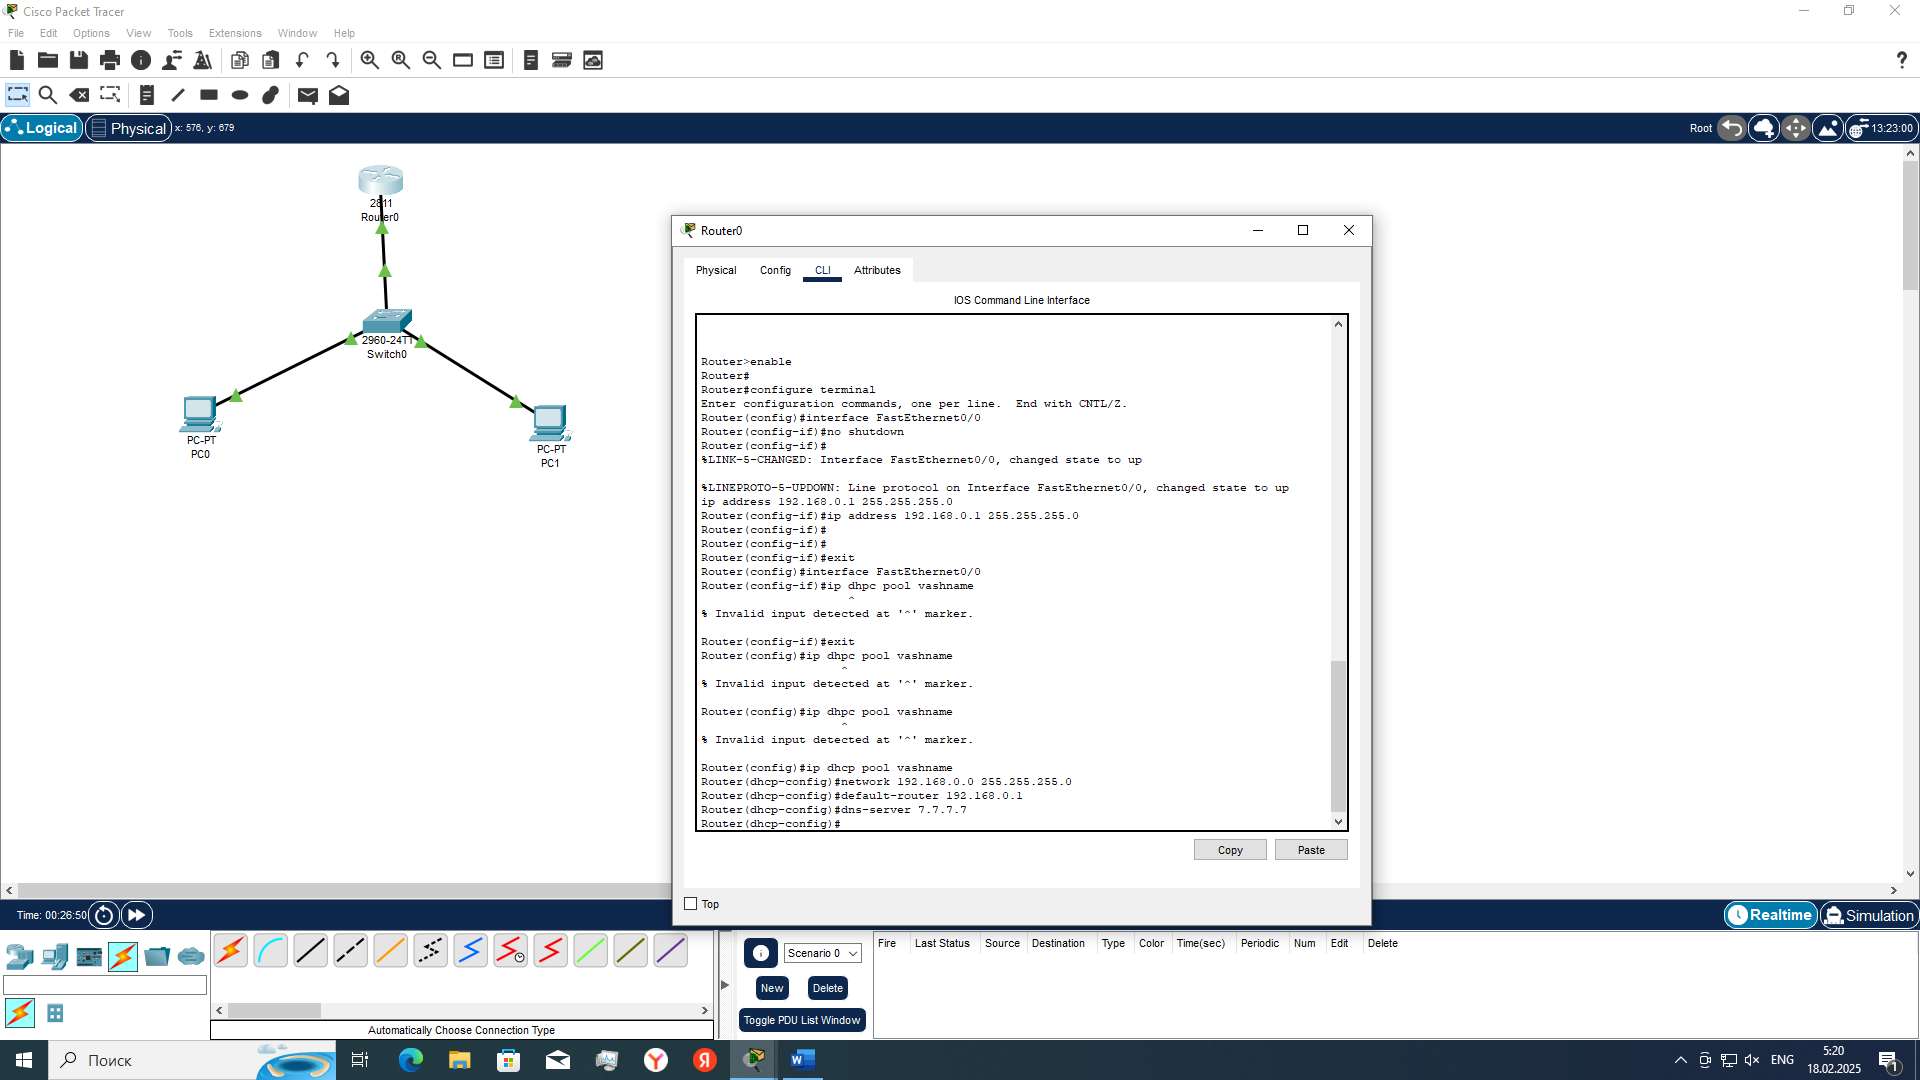 Cisco Packet Tracer
File Edit Options View Tools Extensions Window Help
Logical Physical x: 576, y: 679
Root 13:23:00
2811
Router0
2960-24TT
Switch0
PC-PT
PC0
PC-PT
PC1
Router0
Physical Config CLI Attributes
IOS Command Line Interface
Router>enable
Router#
Router#configure terminal
Enter configuration commands, one per line.  End with CNTL/Z.
Router(config)#interface FastEthernet0/0
Router(config-if)#no shutdown
Router(config-if)#
%LINK-5-CHANGED: Interface FastEthernet0/0, changed state to up
%LINEPROTO-5-UPDOWN: Line protocol on Interface FastEthernet0/0, changed state to up
ip address 192.168.0.1 255.255.255.0
Router(config-if)#ip address 192.168.0.1 255.255.255.0
Router(config-if)#
Router(config-if)#
Router(config-if)#exit
Router(config)#interface FastEthernet0/0
Router(config-if)#ip dhpc pool vashname
^
% Invalid input detected at '^' marker.
Router(config-if)#exit
Router(config)#ip dhpc pool vashname
^
% Invalid input detected at '^' marker.
Router(config)#ip dhpc pool vashname
^
% Invalid input detected at '^' marker.
Router(config)#ip dhcp pool vashname
Router(dhcp-config)#network 192.168.0.0 255.255.255.0
Router(dhcp-config)#default-router 192.168.0.1
Router(dhcp-config)#dns-server 7.7.7.7
Router(dhcp-config)#
Copy Paste
Top
Time: 00:26:50
Realtime Simulation
Scenario 0
New Delete
Toggle PDU List Window
Fire Last Status Source Destination Type Color Time(sec) Periodic Num Edit Delete
Automatically Choose Connection Type
Поиск
ENG
5:20
18.02.2025
1